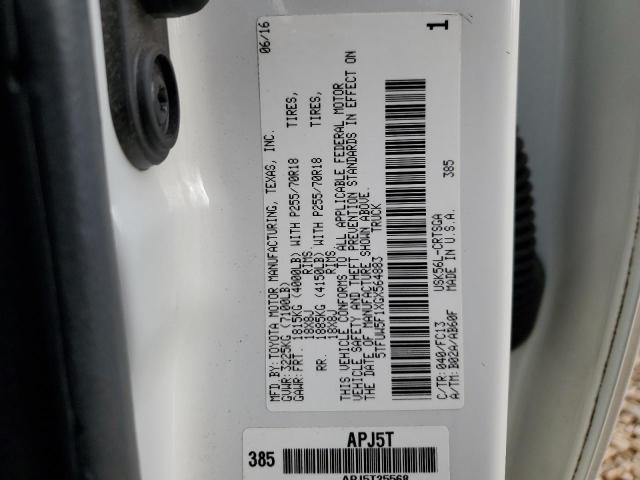 MFD.BY:TOYOTA MOTOR MANUFACTURING, TEXAS, INC. 06/16
GVWR:3225KG (7100LB)
GAWR:FRT: 1815KG (4000LB) WITH P255/70R18 TIRES,
18X8J RIMS
RR. 1885KG (4150LB) WITH P255/70R18 TIRES,
18X8J RIMS
THIS VEHICLE CONFORMS TO ALL APPLICABLE FEDERAL MOTOR
VEHICLE SAFETY AND THEFT PREVENTION STANDARDS IN EFFECT ON
THE DATE OF MANUFACTURE SHOWN ABOVE.
5TFUW5F1XGX564883 TRUCK
C/TR:040/FC13 USK56L-CRTSGA
A/TM:B02A/AB60F MADE IN U.S.A. 385
1
APJ5T
385
APJ5T35568